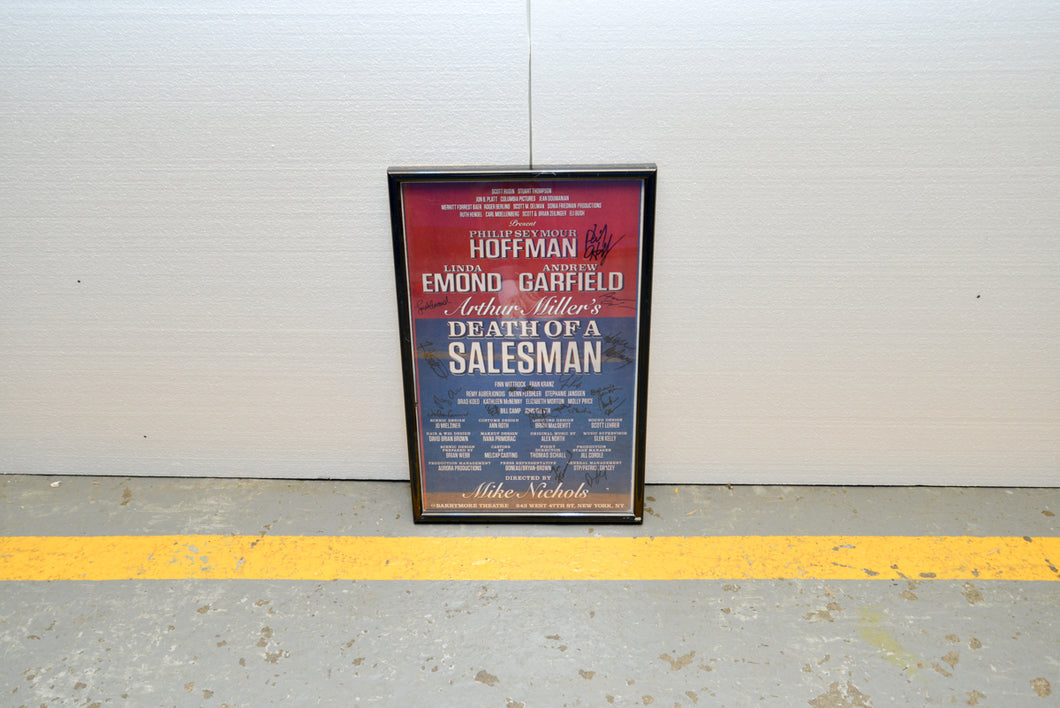 SCOTT RUDIN STUART THOMPSON
JON B. PLATT COLUMBIA PICTURES JEAN DOUMANIAN
MERRITT FORREST BAER ROGER BERLIND SCOTT M. DELMAN SONIA FRIEDMAN PRODUCTIONS
RUTH HENDEL CARL MOELLENBERG SCOTT & BRIAN ZEILINGER ELI BUSH
Present
PHILIP SEYMOUR
HOFFMAN
LINDA ANDREW
EMOND GARFIELD
Arthur Miller's
DEATH OF A
SALESMAN
FINN WITTROCK FRAN KRANZ
REMY AUBERJONOIS GLENN FLESHLER STEPHANIE JANSSEN
BRAD KOED KATHLEEN McNENNY ELIZABETH MORTON MOLLY PRICE
BILL CAMP JOHN GLOVER
SCENIC DESIGN COSTUME DESIGN LIGHTING DESIGN SOUND DESIGN
JO MIELZINER ANN ROTH BRIAN MacDEVITT SCOTT LEHRER
HAIR & WIG DESIGN MAKEUP DESIGN ORIGINAL MUSIC BY MUSIC SUPERVISOR
DAVID BRIAN BROWN IVANA PRIMORAC ALEX NORTH GLEN KELLY
SCENIC DESIGN PREPARED BY CASTING BY FIGHT DIRECTOR PRODUCTION STAGE MANAGER
BRIAN WEBB MELCAP CASTING THOMAS SCHALL JILL CORDLE
PRODUCTION MANAGEMENT PRESS REPRESENTATIVE GENERAL MANAGEMENT
AURORA PRODUCTIONS BONEAU/BRYAN-BROWN STP/PATRICK GRACEY
DIRECTED BY
Mike Nichols
BARRYMORE THEATRE 243 WEST 47TH ST, NEW YORK, NY